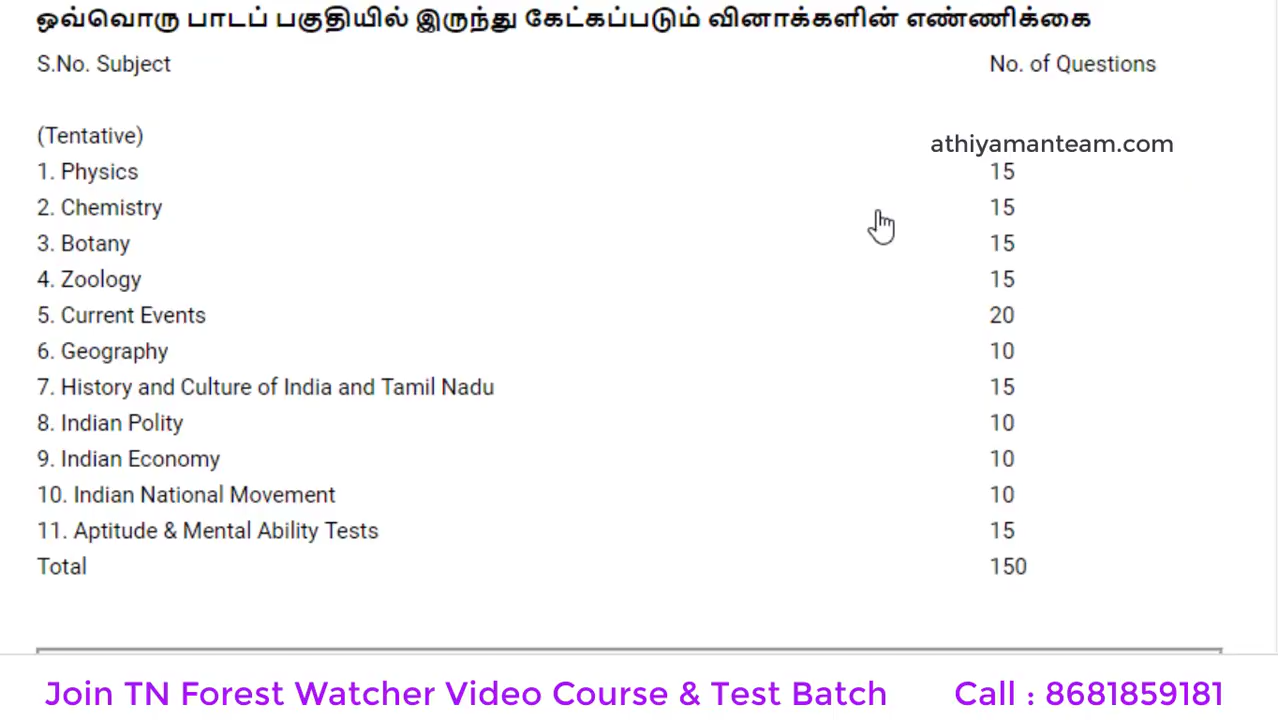 ஒவ்வொரு பாடப் பகுதியில் இருந்து கேட்கப்படும் வினாக்களின் எண்ணிக்கை
S.No. Subject No. of Questions
(Tentative)
athiyamanteam.com
1. Physics 15
2. Chemistry 15
3. Botany 15
4. Zoology 15
5. Current Events 20
6. Geography 10
7. History and Culture of India and Tamil Nadu 15
8. Indian Polity 10
9. Indian Economy 10
10. Indian National Movement 10
11. Aptitude & Mental Ability Tests 15
Total 150
Join TN Forest Watcher Video Course & Test Batch Call : 8681859181